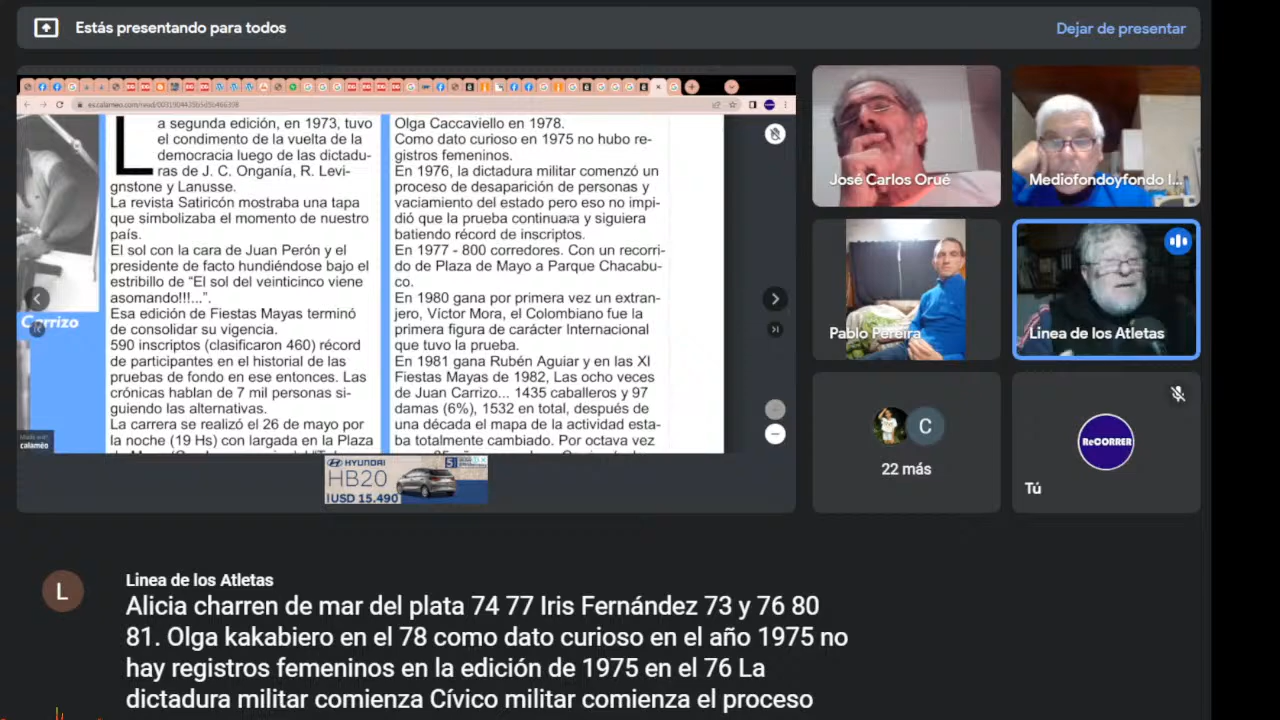 Estás presentando para todos
Dejar de presentar
es.calameo.com/read/
a segunda edición, en 1973, tuvo
el condimento de la vuelta de la
democracia luego de las dictadu-
L
ras de J. C. Onganía, R. Levi-
gnstone y Lanusse.
La revista Satiricón mostraba una tapa
que simbolizaba el momento de nuestro
país.
El sol con la cara de Juan Perón y el
presidente de facto hundiéndose bajo el
estribillo de “El sol del veinticinco viene
asomando!!!...”.
Esa edición de Fiestas Mayas terminó
de consolidar su vigencia.
590 inscriptos (clasificaron 460) récord
de participantes en el historial de las
pruebas de fondo en ese entonces. Las
crónicas hablan de 7 mil personas si-
guiendo las alternativas.
La carrera se realizó el 26 de mayo por
la noche (19 Hs) con largada en la Plaza
Carrizo
calaméo
Olga Caccaviello en 1978.
Como dato curioso en 1975 no hubo re-
gistros femeninos.
En 1976, la dictadura militar comenzó un
proceso de desaparición de personas y
vaciamiento del estado pero eso no impi-
dió que la prueba continuara y siguiera
batiendo récord de inscriptos.
En 1977 - 800 corredores. Con un recorri-
do de Plaza de Mayo a Parque Chacabu-
co.
En 1980 gana por primera vez un extran-
jero, Víctor Mora, el Colombiano fue la
primera figura de carácter Internacional
que tuvo la prueba.
En 1981 gana Rubén Aguiar y en las XI
Fiestas Mayas de 1982, Las ocho veces
de Juan Carrizo... 1435 caballeros y 97
damas (6%), 1532 en total, después de
una década el mapa de la actividad esta-
ba totalmente cambiado. Por octava vez
HYUNDAI
HB20
USD 15.490
5
José Carlos Orué
Mediofondoyfondo I...
Pablo Pereira
Linea de los Atletas
C
22 más
ReCORRER
Tú
L
Linea de los Atletas
Alicia charren de mar del plata 74 77 Iris Fernández 73 y 76 80
81. Olga kakabiero en el 78 como dato curioso en el año 1975 no
hay registros femeninos en la edición de 1975 en el 76 La
dictadura militar comienza Cívico militar comienza el proceso